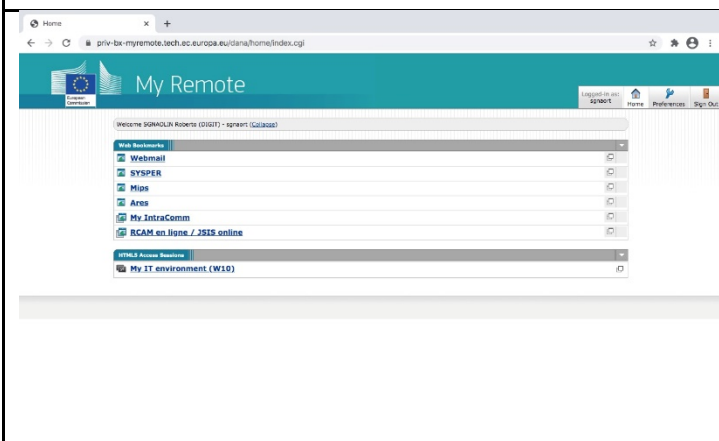 Home
priv-bx-myremote.tech.ec.europa.eu/dana/home/index.cgi
My Remote
European
Commission
Logged-in as:
sgnaort
Home Preferences Sign Out
Welcome SGNAOLIN Roberto (DIGIT) - sgnaort (Collapse)
Web Bookmarks
Webmail
SYSPER
Mips
Ares
My IntraComm
RCAM en ligne / JSIS online
HTML5 Access Sessions
My IT environment (W10)